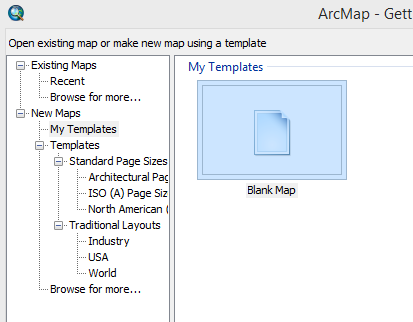 ArcMap - Gett
Open existing map or make new map using a template
Existing Maps
Recent
Browse for more...
New Maps
My Templates
Templates
Standard Page Sizes
Architectural Pag
ISO (A) Page Siz
North American (
Traditional Layouts
Industry
USA
World
Browse for more...
My Templates
Blank Map